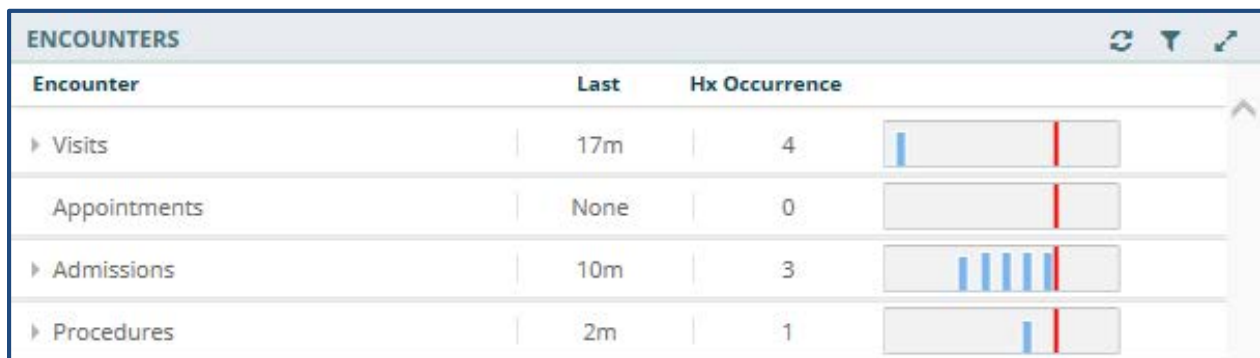 ENCOUNTERS
Encounter Last Hx Occurrence
Visits 17m 4
Appointments None 0
Admissions 10m 3
Procedures 2m 1